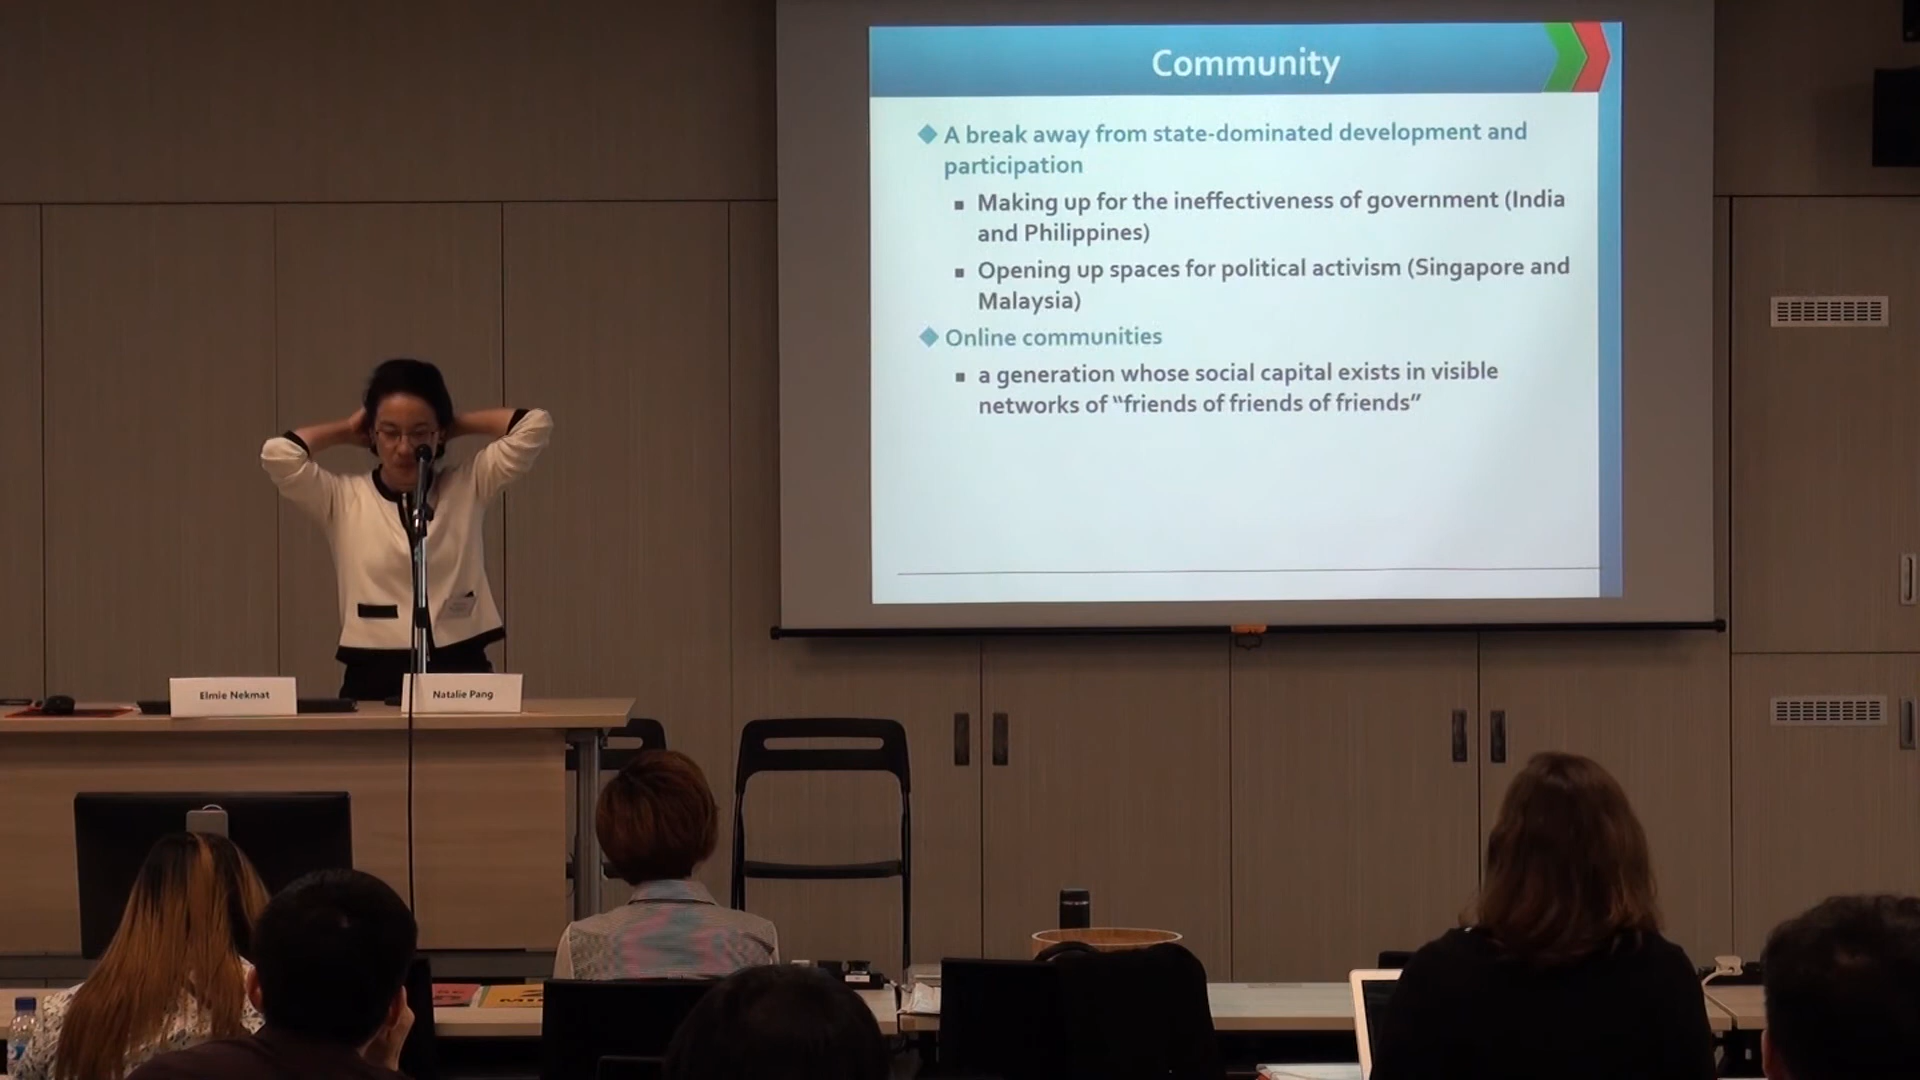 Community
A break away from state-dominated development and
participation
Making up for the ineffectiveness of government (India
and Philippines)
Opening up spaces for political activism (Singapore and
Malaysia)
Online communities
a generation whose social capital exists in visible
networks of “friends of friends of friends”
Elmie Nekmat
Natalie Pang